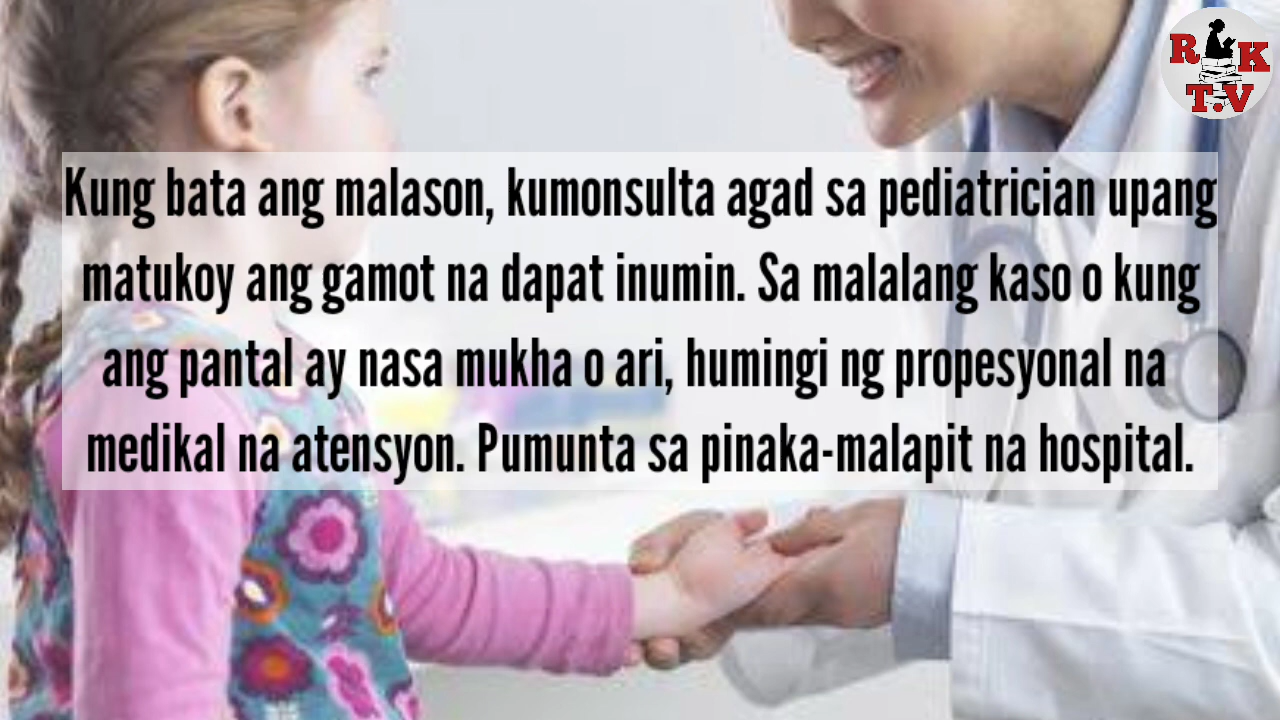 R K
T.V
Kung bata ang malason, kumonsulta agad sa pediatrician upang
matukoy ang gamot na dapat inumin. Sa malalang kaso o kung
ang pantal ay nasa mukha o ari, humingi ng propesyonal na
medikal na atensyon. Pumunta sa pinaka-malapit na hospital.